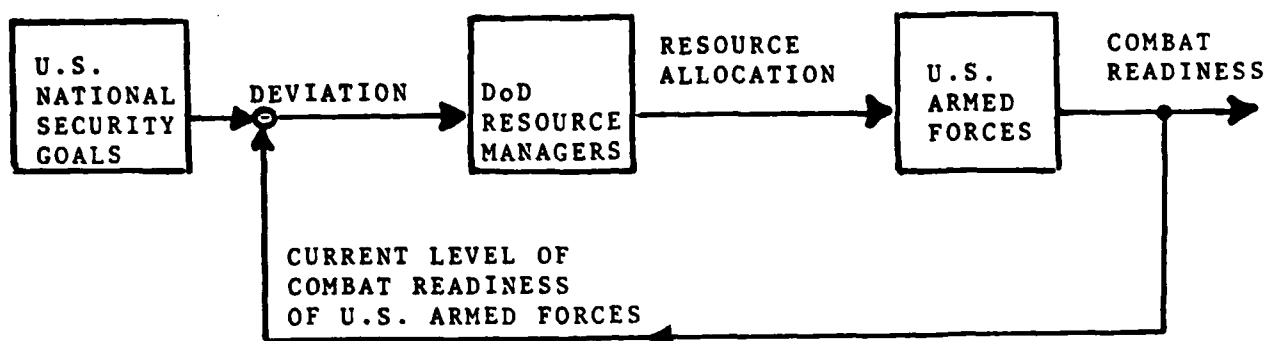 U.S.
NATIONAL
SECURITY
GOALS
DEVIATION
DoD
RESOURCE
MANAGERS
RESOURCE
ALLOCATION
U.S.
ARMED
FORCES
COMBAT
READINESS
CURRENT LEVEL OF
COMBAT READINESS
OF U.S. ARMED FORCES